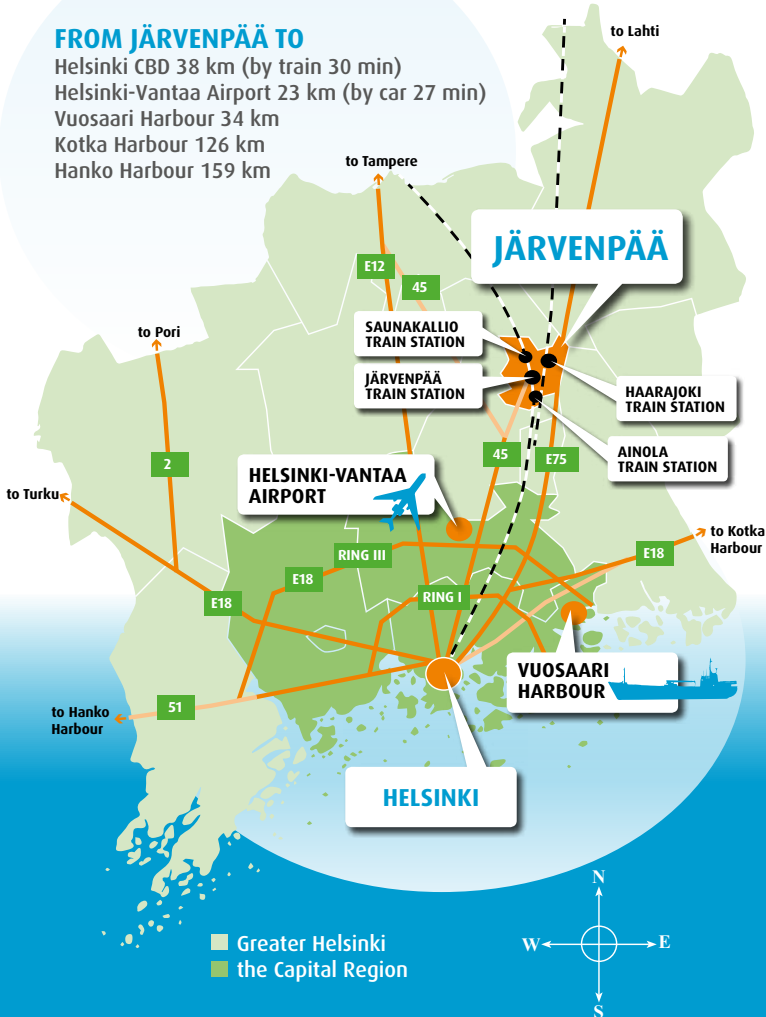 FROM JÄRVENPÄÄ TO
Helsinki CBD 38 km (by train 30 min)
Helsinki-Vantaa Airport 23 km (by car 27 min)
Vuosaari Harbour 34 km
Kotka Harbour 126 km
Hanko Harbour 159 km
to Lahti
to Tampere
JÄRVENPÄÄ
E12
45
to Pori
SAUNAKALLIO
TRAIN STATION
JÄRVENPÄÄ
TRAIN STATION
HAARAJOKI
TRAIN STATION
AINOLA
TRAIN STATION
2
45
E75
HELSINKI-VANTAA
AIRPORT
to Turku
to Kotka
Harbour
E18
RING III
E18
RING I
E18
VUOSAARI
HARBOUR
51
to Hanko
Harbour
HELSINKI
Greater Helsinki
the Capital Region
N
W
E
S